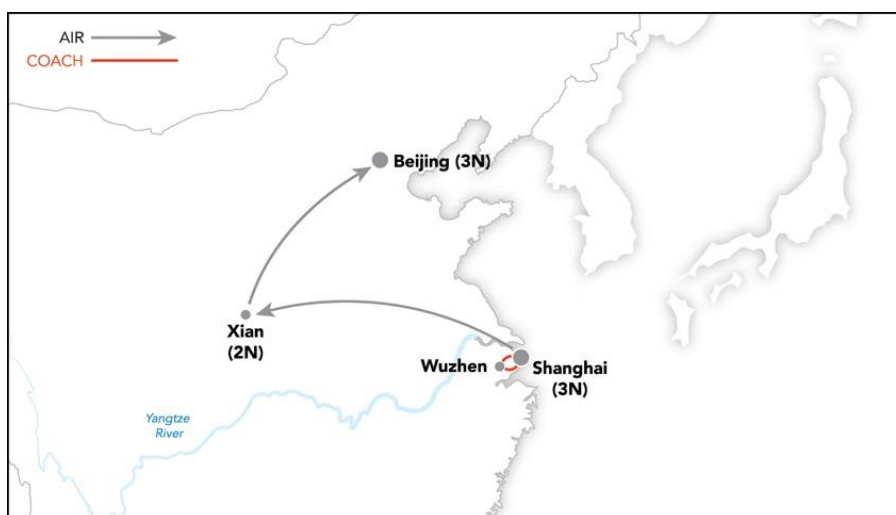 AIR
COACH
Beijing (3N)
Xian
(2N)
Wuzhen
Shanghai
(3N)
Yangtze
River